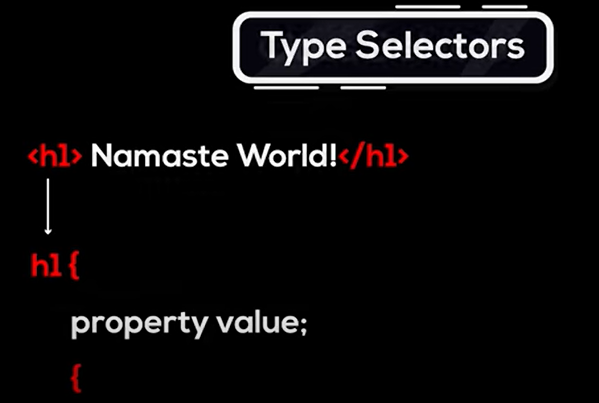 Type Selectors
<h1> Namaste World!</h1>
h1 {
property value;
{